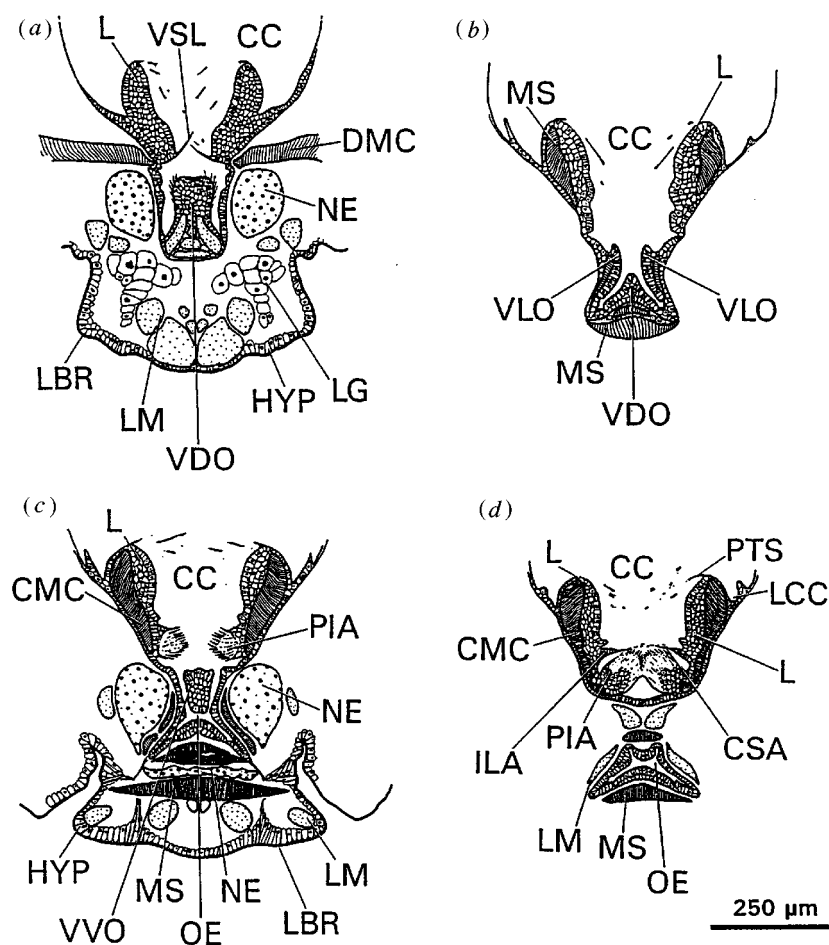 (a)
L
VSL
CC
DMC
NE
LBR
LM
HYP
LG
VDO
(b)
MS
L
CC
VLO
VLO
MS
VDO
(c)
L
CMC
CC
PIA
NE
HYP
MS
NE
LM
VVO
OE
LBR
(d)
L
CC
PTS
LCC
CMC
L
ILA
PIA
CSA
LM
MS
OE
250 µm